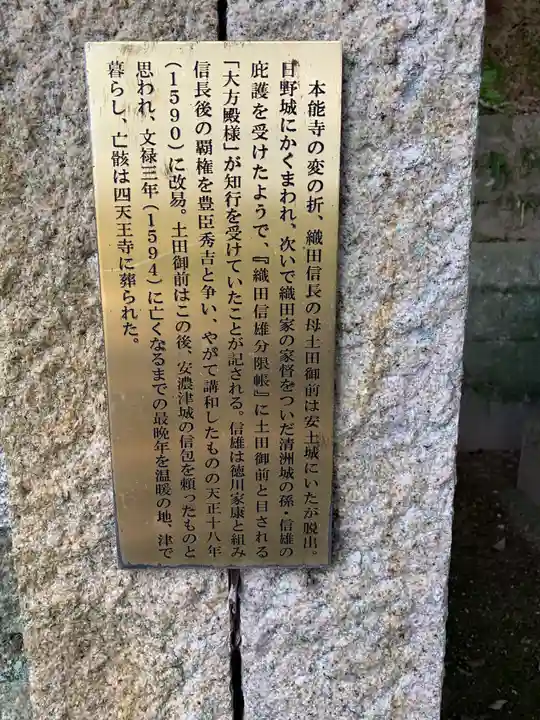 本能寺の変の折、織田信長の母土田御前は安土城にいたが脱出。
日野城にかくまわれ、次いで織田家の家督をついだ清洲城の孫・信雄の
庇護を受けたようで、『織田信雄分限帳』に土田御前と目される
「大方殿様」が知行を受けていたことが記される。信雄は徳川家康と組み
信長後の覇権を豊臣秀吉と争い、やがて講和したものの天正十八年
(1590)に改易。土田御前はこの後、安濃津城の信包を頼ったものと
思われ、文禄三年(1594)に亡くなるまでの最晩年を温暖の地、津で
暮らし、亡骸は四天王寺に葬られた。